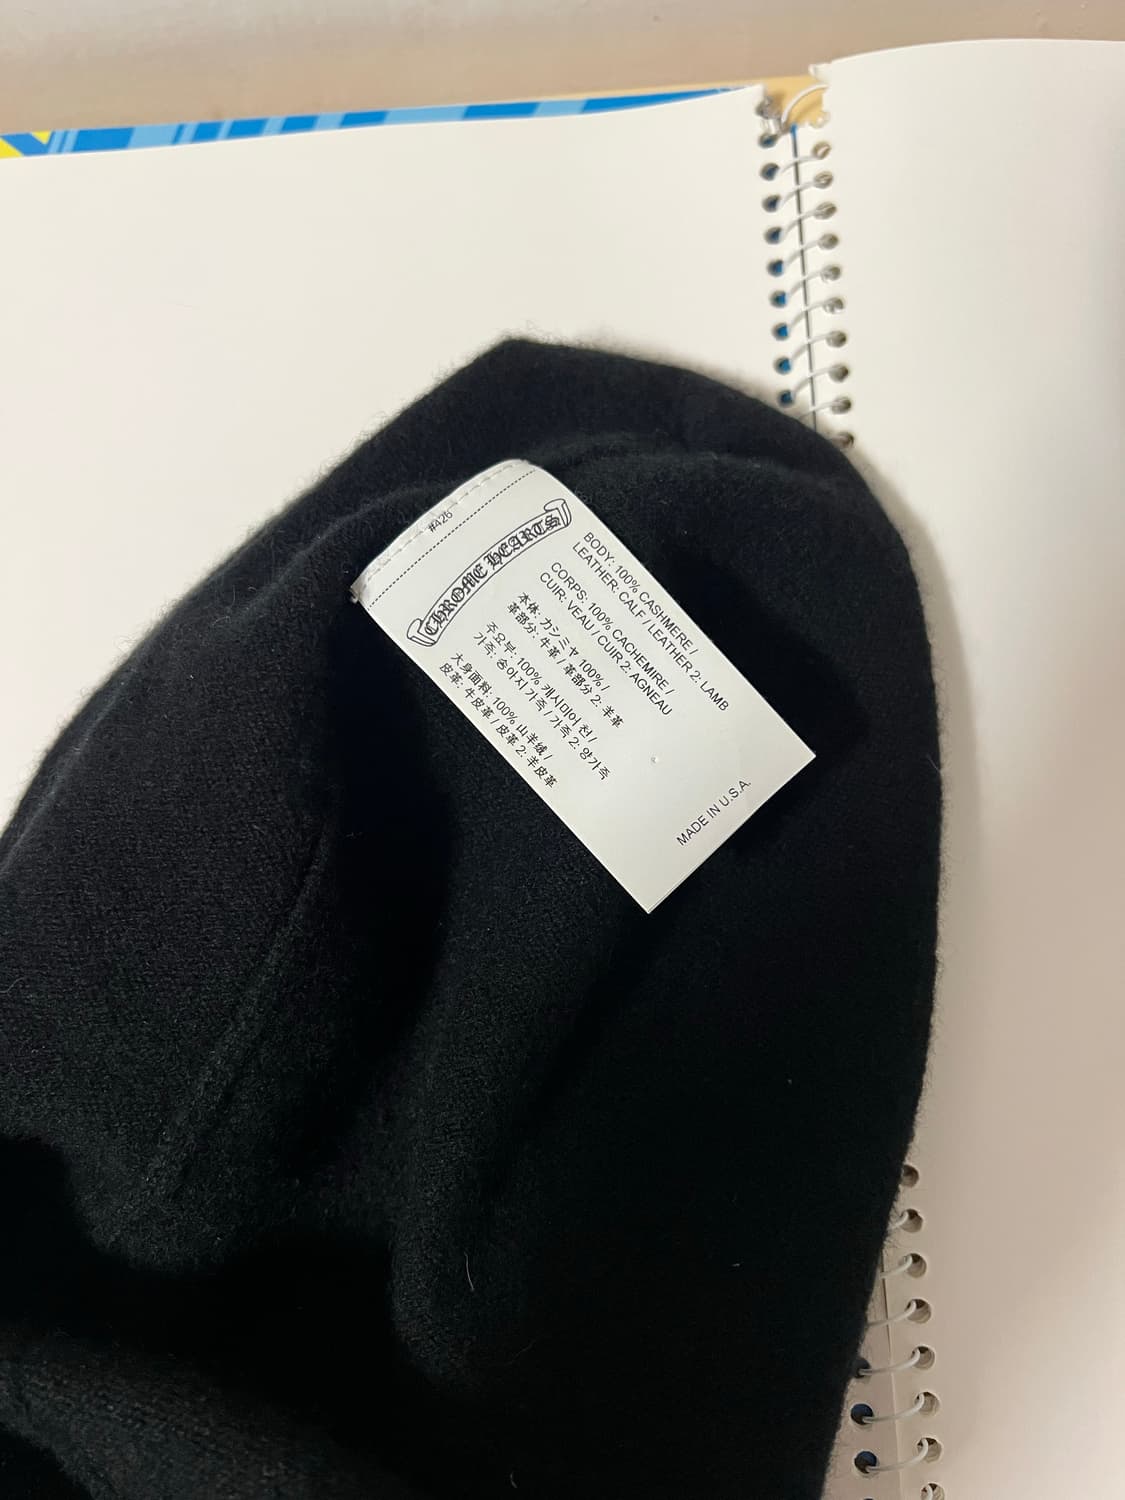 #426
CHROME HEARTS
BODY: 100% CASHMERE /
LEATHER: CALF / LEATHER 2: LAMB
CORPS: 100% CACHEMIRE /
CUIR: VEAU / CUIR 2: AGNEAU
本体: カシミヤ 100% /
革部分: 牛革 / 革部分 2: 羊革
주요부: 100% 캐시미어 천 /
가죽: 송아지 가죽 / 가죽 2: 양가죽
大身面料: 100% 山羊绒 /
皮革: 牛皮革 / 皮革 2: 羊皮革
MADE IN U.S.A.